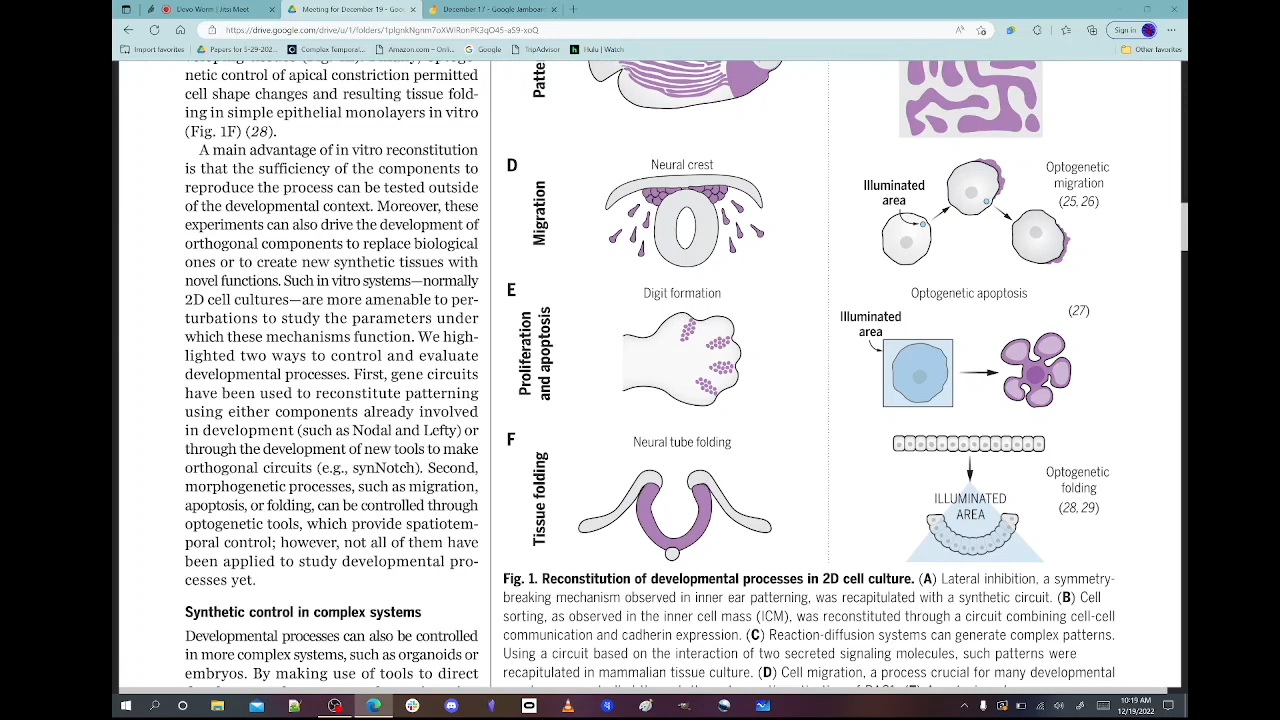 Devo Worm | Jitsi Meet
Meeting for December 19 - Goo
December 17 - Google Jamboard
https://drive.google.com/drive/u/1/folders/1plgnkNgnm7oXWlRonPK3qO45-aS9-xoQ
Sign in
Import favorites
Papers for 5-29-202...
Complex Temporal...
Amazon.com – Onli...
Google
TripAdvisor
Hulu | Watch
Other favorites
netic control of apical constriction permitted
cell shape changes and resulting tissue fold-
ing in simple epithelial monolayers in vitro
(Fig. 1F) (28).
A main advantage of in vitro reconstitution
is that the sufficiency of the components to
reproduce the process can be tested outside
of the developmental context. Moreover, these
experiments can also drive the development of
orthogonal components to replace biological
ones or to create new synthetic tissues with
novel functions. Such in vitro systems—normally
2D cell cultures—are more amenable to per-
turbations to study the parameters under
which these mechanisms function. We high-
lighted two ways to control and evaluate
developmental processes. First, gene circuits
have been used to reconstitute patterning
using either components already involved
in development (such as Nodal and Lefty) or
through the development of new tools to make
orthogonal circuits (e.g., synNotch). Second,
morphogenetic processes, such as migration,
apoptosis, or folding, can be controlled through
optogenetic tools, which provide spatiotem-
poral control; however, not all of them have
been applied to study developmental pro-
cesses yet.
Synthetic control in complex systems
Developmental processes can also be controlled
in more complex systems, such as organoids or
embryos. By making use of tools to direct
Patte
D
Migration
Neural crest
Illuminated
area
Optogenetic
migration
(25, 26)
E
Proliferation
and apoptosis
Digit formation
Optogenetic apoptosis
Illuminated
area
(27)
F
Tissue folding
Neural tube folding
ILLUMINATED
AREA
Optogenetic
folding
(28, 29)
Fig. 1. Reconstitution of developmental processes in 2D cell culture. (A) Lateral inhibition, a symmetry-
breaking mechanism observed in inner ear patterning, was recapitulated with a synthetic circuit. (B) Cell
sorting, as observed in the inner cell mass (ICM), was reconstituted through a circuit combining cell-cell
communication and cadherin expression. (C) Reaction-diffusion systems can generate complex patterns.
Using a circuit based on the interaction of two secreted signaling molecules, such patterns were
recapitulated in mammalian tissue culture. (D) Cell migration, a process crucial for many developmental
10:19 AM
12/19/2022